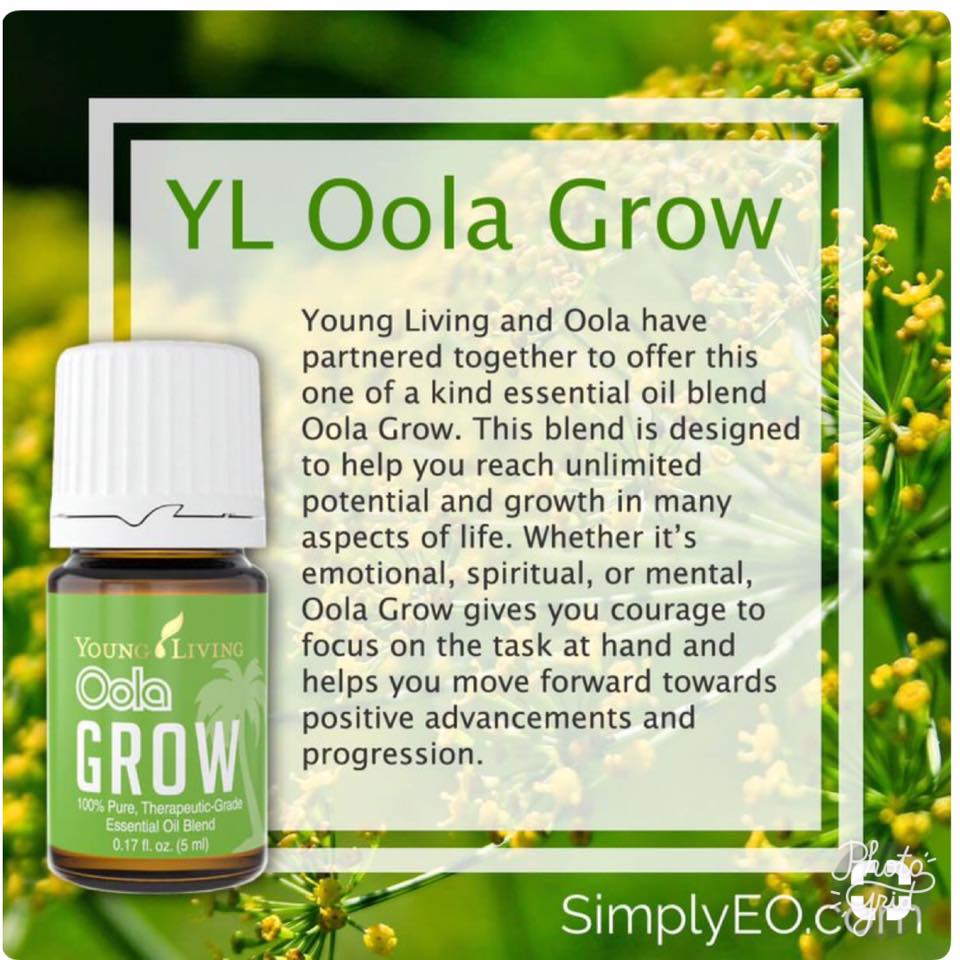 YL Oola Grow
Young Living and Oola have
partnered together to offer this
one of a kind essential oil blend
Oola Grow. This blend is designed
to help you reach unlimited
potential and growth in many
aspects of life. Whether it’s
emotional, spiritual, or mental,
Oola Grow gives you courage to
focus on the task at hand and
helps you move forward towards
positive advancements and
progression.
YOUNG LIVING
Oola
GROW
100% Pure, Therapeutic-Grade
Essential Oil Blend
0.17 fl. oz. (5 ml)
SimplyEO.com
Photo
Grid